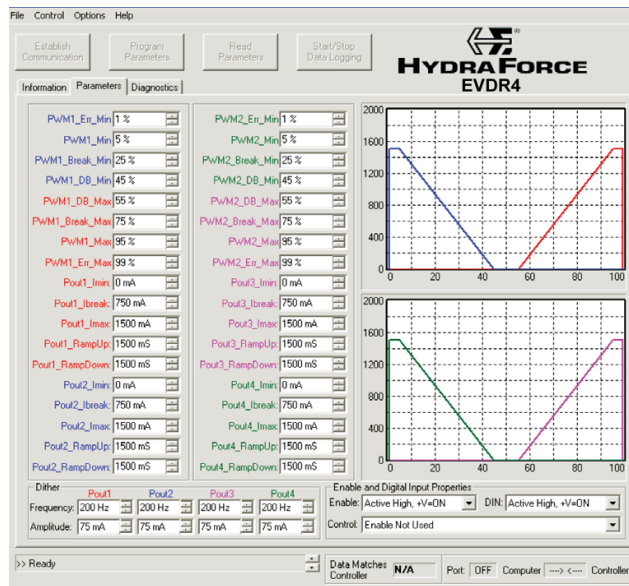 File Control Options Help
Establish Communication
Program Parameters
Read Parameters
Start/Stop Data Logging
HYDRAFORCE
®
EVDR4
Information Parameters Diagnostics
PWM1_Err_Min 1 % PWM2_Err_Min 1 %
PWM1_Min 5 % PWM2_Min 5 %
PWM1_Break_Min 25 % PWM2_Break_Min 25 %
PWM1_DB_Min 45 % PWM2_DB_Min 45 %
PWM1_DB_Max 55 % PWM2_DB_Max 55 %
PWM1_Break_Max 75 % PWM2_Break_Max 75 %
PWM1_Max 95 % PWM2_Max 95 %
PWM1_Err_Max 99 % PWM2_Err_Max 99 %
Pout1_Imin: 0 mA Pout3_Imin: 0 mA
Pout1_Ibreak: 750 mA Pout3_Ibreak: 750 mA
Pout1_Imax: 1500 mA Pout3_Imax: 1500 mA
Pout1_RampUp: 1500 mS Pout3_RampUp: 1500 mS
Pout1_RampDown: 1500 mS Pout3_RampDown: 1500 mS
Pout2_Imin: 0 mA Pout4_Imin: 0 mA
Pout2_Ibreak: 750 mA Pout4_Ibreak: 750 mA
Pout2_Imax: 1500 mA Pout4_Imax: 1500 mA
Pout2_RampUp: 1500 mS Pout4_RampUp: 1500 mS
Pout2_RampDown: 1500 mS Pout4_RampDown: 1500 mS
2000
1600
1200
800
400
0
0 20 40 60 80 100
2000
1600
1200
800
400
0
0 20 40 60 80 100
Dither
Pout1 Pout2 Pout3 Pout4
Frequency: 200 Hz 200 Hz 200 Hz 200 Hz
Amplitude: 75 mA 75 mA 75 mA 75 mA
Enable and Digital Input Properties
Enable: Active High, +V=ON DIN: Active High, +V=ON
Control: Enable Not Used
>> Ready
Data Matches Controller N/A
Port: OFF Computer ----> <---- Controller